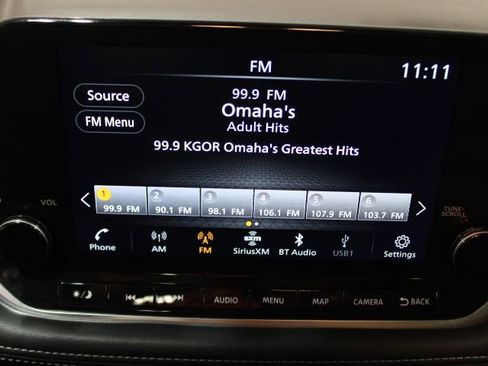 FM
11:11
Source
99.9 FM
Omaha's
Adult Hits
FM Menu
99.9 KGOR Omaha's Greatest Hits
VOL
1 2 3 4 5 6
99.9 FM 90.1 FM 98.1 FM 106.1 FM 107.9 FM 103.7 FM
TUNE·
SCROLL
Phone AM FM SiriusXM BT Audio USB1 Settings
AUDIO MENU MAP CAMERA BACK